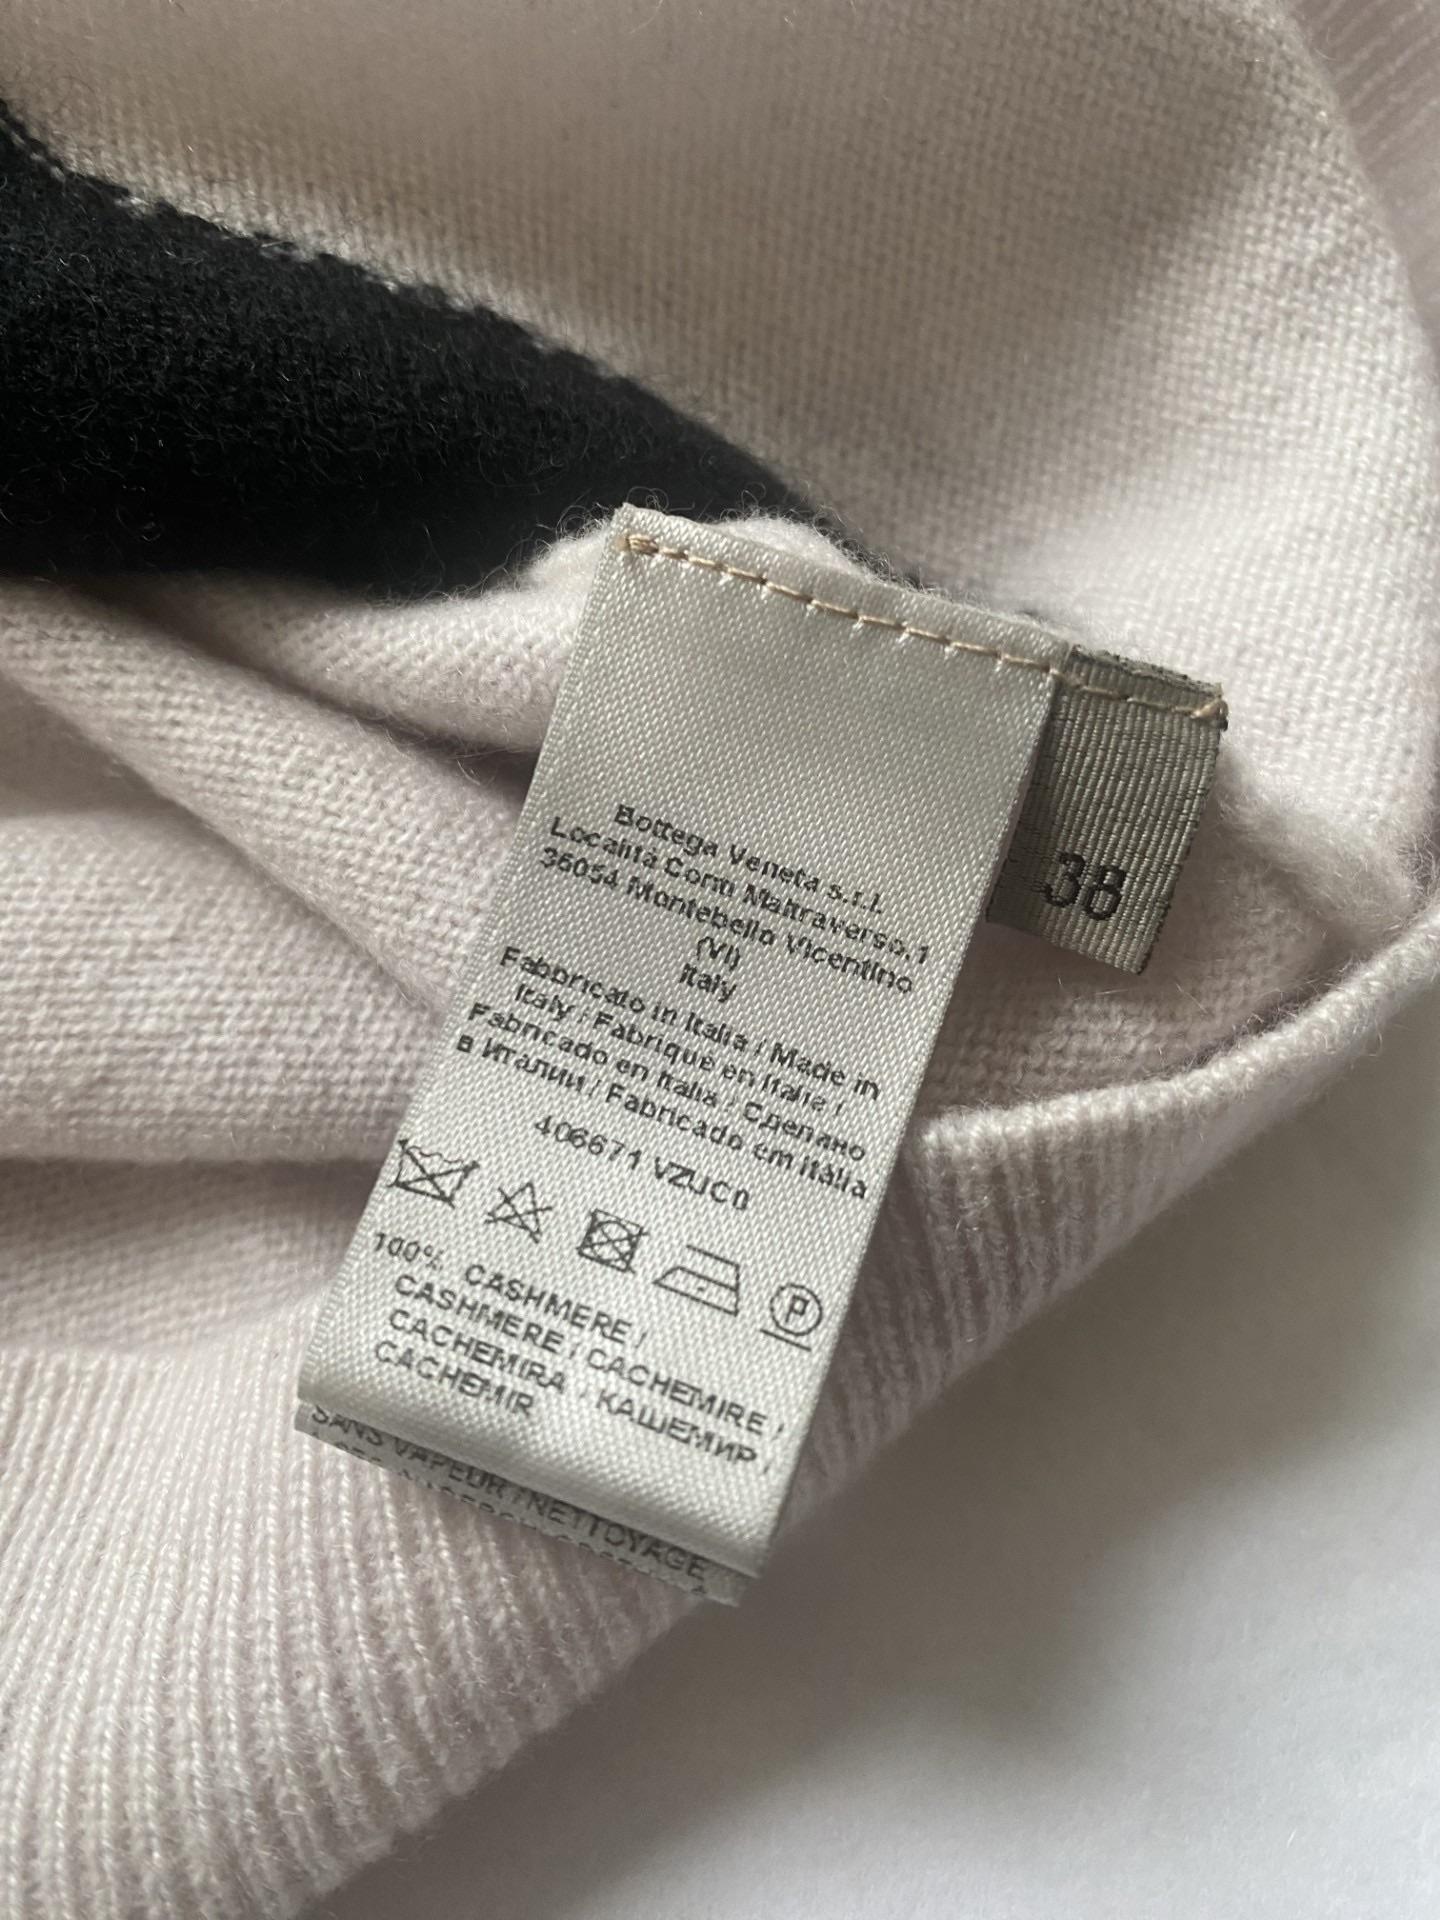 Bottega Veneta s.r.l.
Località Conti Maltraverso,1
36054 Montebello Vicentino
(VI)
Italy
Fabbricato in Italia / Made in
Italy / Fabriqué en Italie /
Fabricado en Italia / Сделано
в Италии / Fabricado em Itália
406671 VZUC0
P
100% CASHMERE /
CASHMERE / CACHEMIRE /
CACHEMIRA / КАШЕМИР /
CACHEMIR
SANS VAPEUR / NETTOYAGE
38